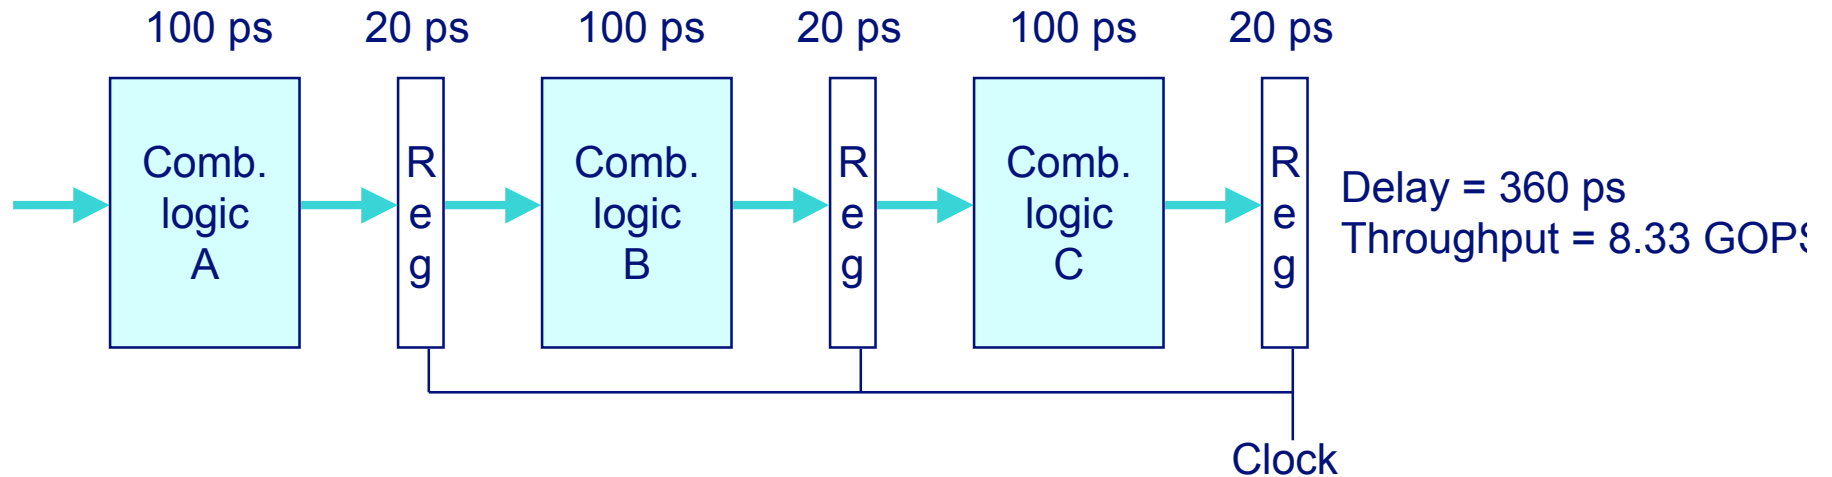 100 ps 20 ps 100 ps 20 ps 100 ps 20 ps
Comb.
logic
A
R
e
g
Comb.
logic
B
R
e
g
Comb.
logic
C
R
e
g
Delay = 360 ps
Throughput = 8.33
Clock